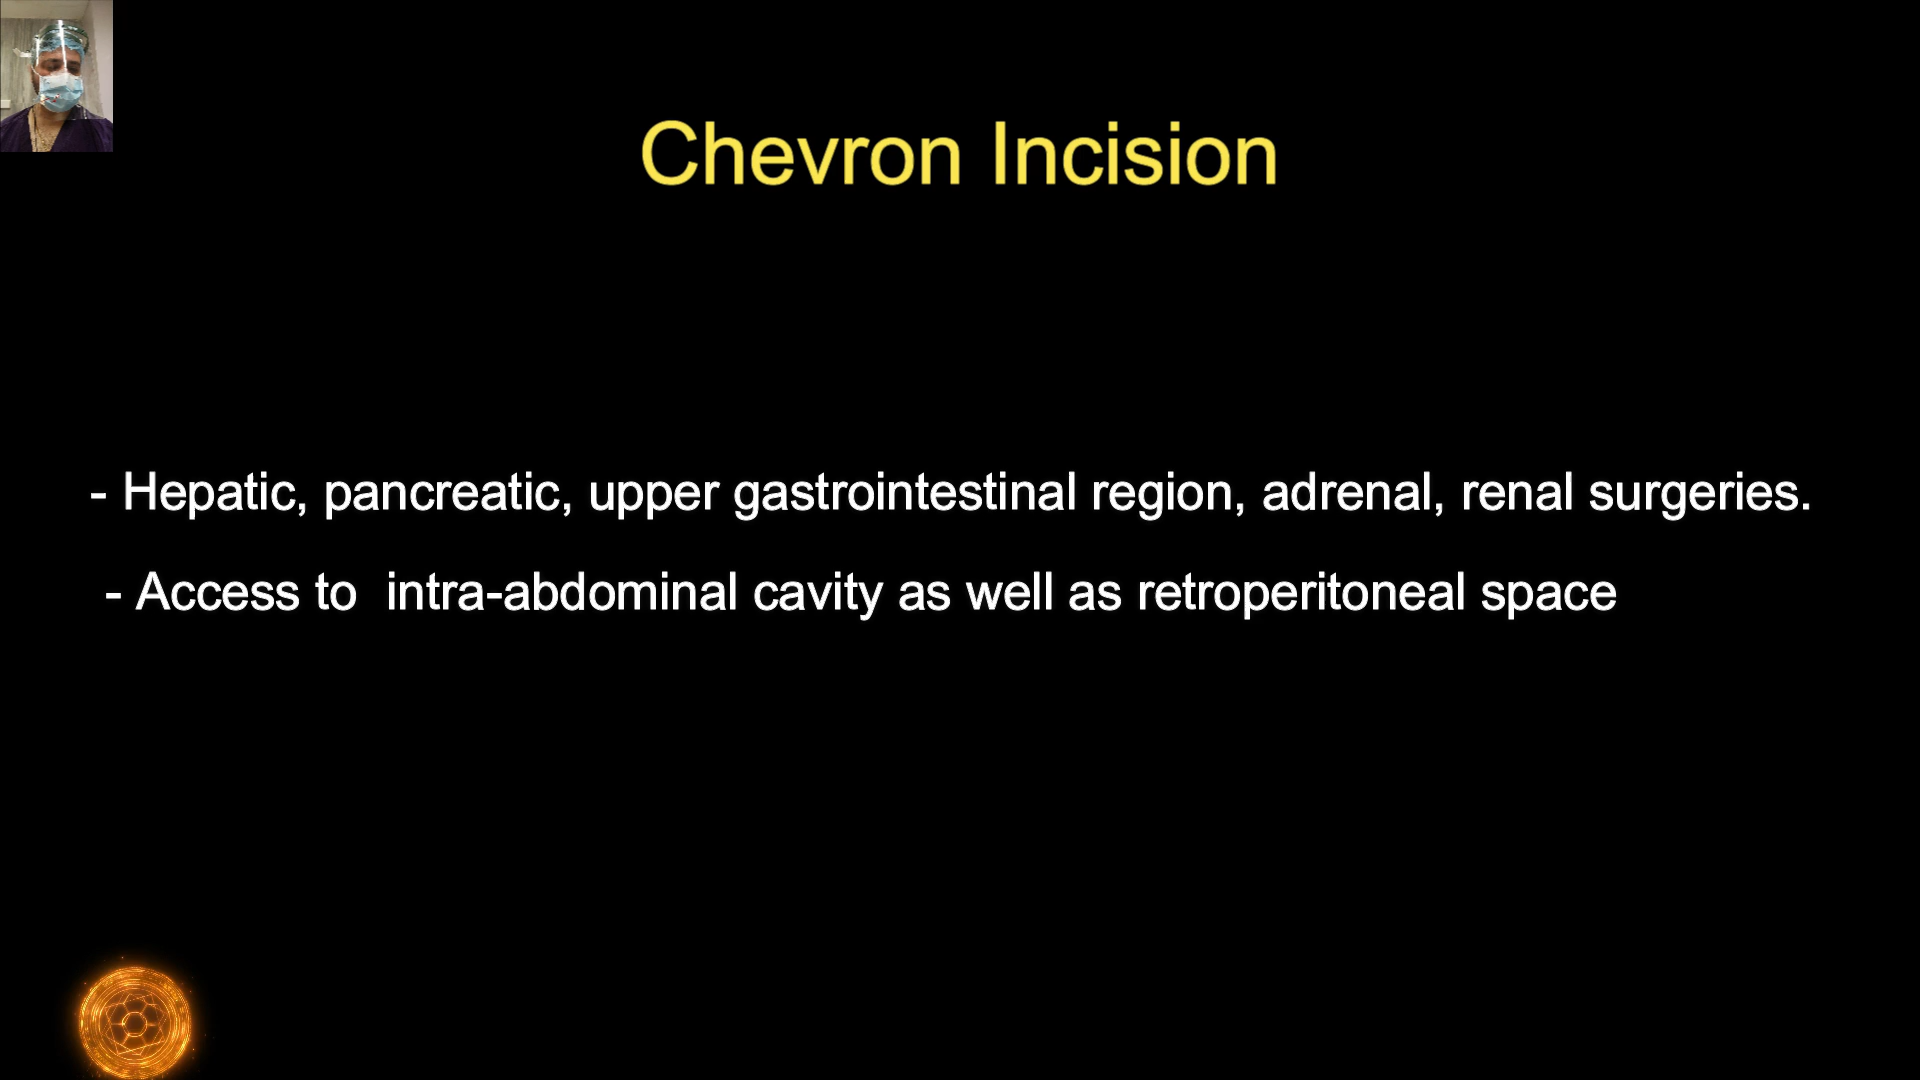 Chevron Incision
- Hepatic, pancreatic, upper gastrointestinal region, adrenal, renal surgeries.
- Access to  intra-abdominal cavity as well as retroperitoneal space